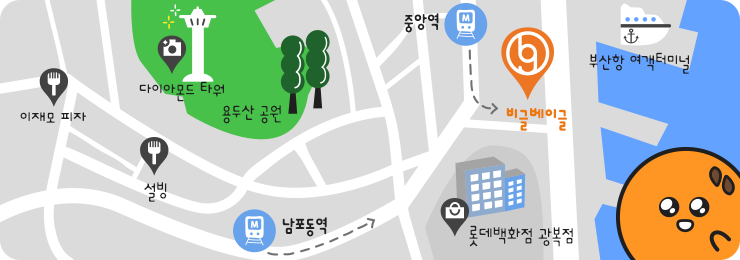 중앙역
M
부산항 여객터미널
다이아몬드 타워
용두산 공원
비글베이글
이재모 피자
설빙
M
남포동역
롯데백화점 광복점